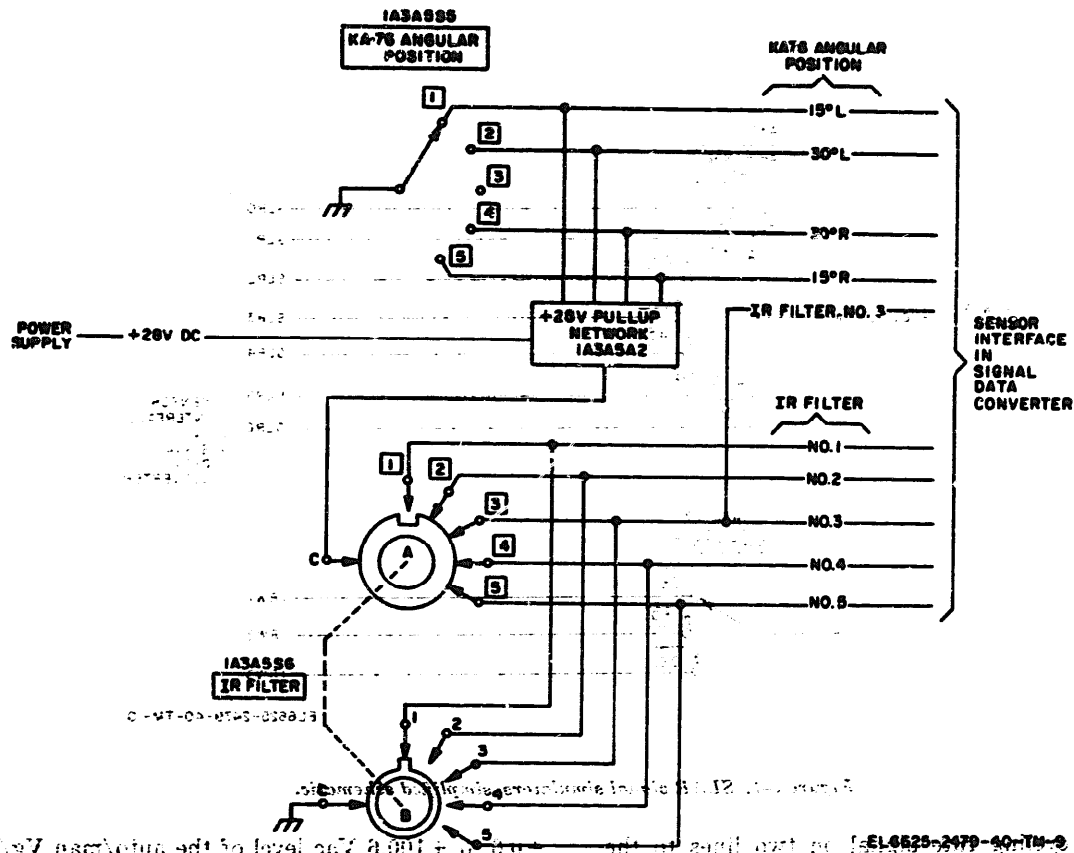 1A3A5S5
KA-76 ANGULAR
POSITION
KA76 ANGULAR
POSITION
1
15°L
2
30°L
3
4
30°R
5
15°R
+28V PULLUP
NETWORK
1A3A5A2
POWER
SUPPLY
+28V DC
IR FILTER NO. 3
SENSOR
INTERFACE
IN
SIGNAL
DATA
CONVERTER
IR FILTER
NO.1
1
2
NO.2
3
NO.3
A
C
4
NO.4
5
NO.5
1A3A5S6
IR FILTER
1
2
3
C
B
4
5
EL6625-2479-40-TM-9